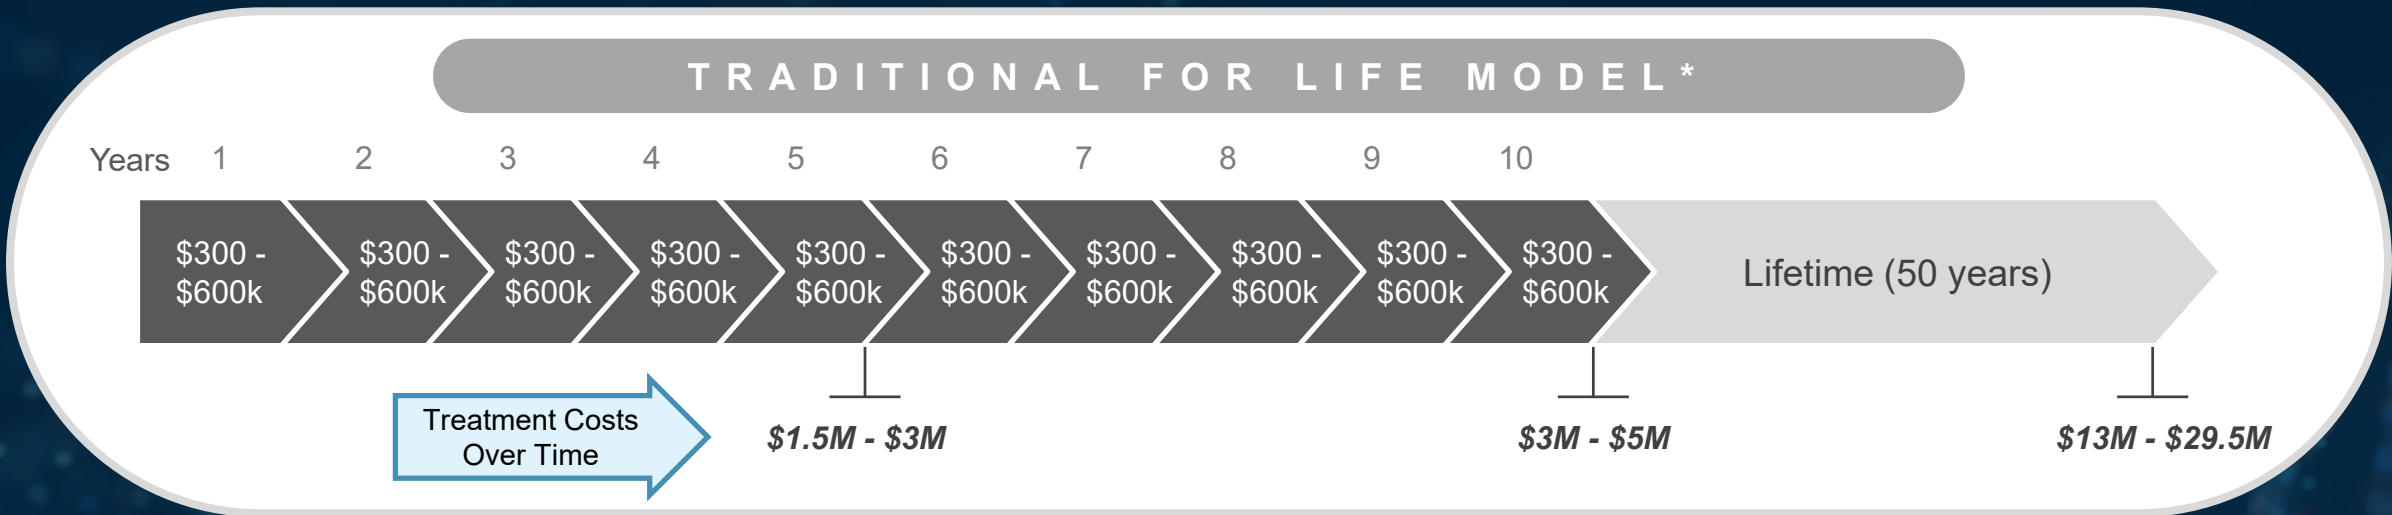 TRADITIONAL FOR LIFE MODEL*
Years 1 2 3 4 5 6 7 8 9 10
$300 - $300 - $300 - $300 - $300 - $300 - $300 - $300 - $300 - $300 -
$600k $600k $600k $600k $600k $600k $600k $600k $600k $600k
Lifetime (50 years)
Treatment Costs
Over Time
$1.5M - $3M
$3M - $5M
$13M - $29.5M